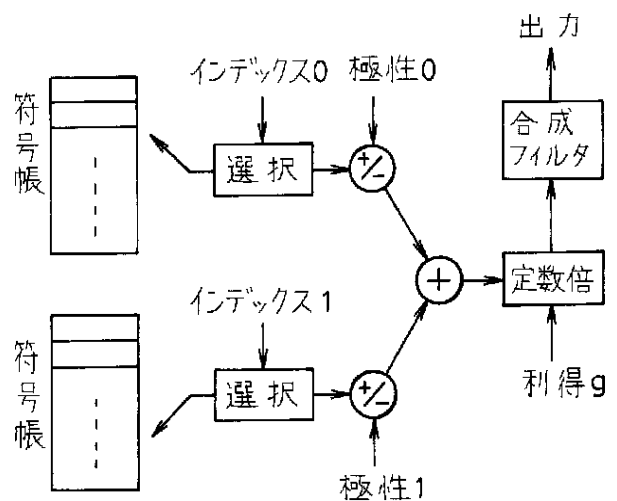 出力
インデックス0
極性0
符号帳
選択
+/-
合成
フィルタ
+
定数倍
利得g
インデックス1
符号帳
選択
+/-
極性1